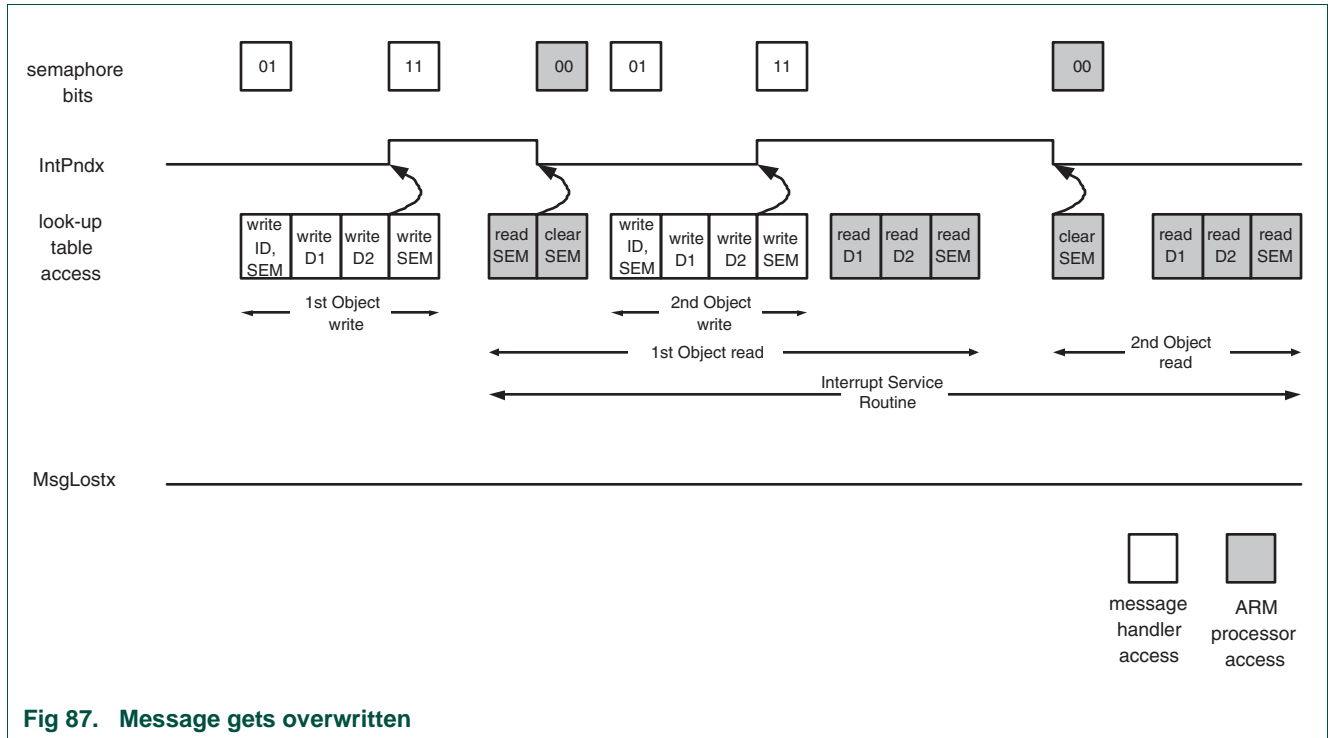 semaphore
bits
01
11
00
01
11
00
IntPndx
look-up
table
access
write
ID,
SEM
write
D1
write
D2
write
SEM
read
SEM
clear
SEM
write
ID,
SEM
write
D1
write
D2
write
SEM
read
D1
read
D2
read
SEM
clear
SEM
read
D1
read
D2
read
SEM
1st Object
write
2nd Object
write
1st Object read
2nd Object
read
Interrupt Service
Routine
MsgLostx
message
handler
access
ARM
processor
access
Fig 87. Message gets overwritten